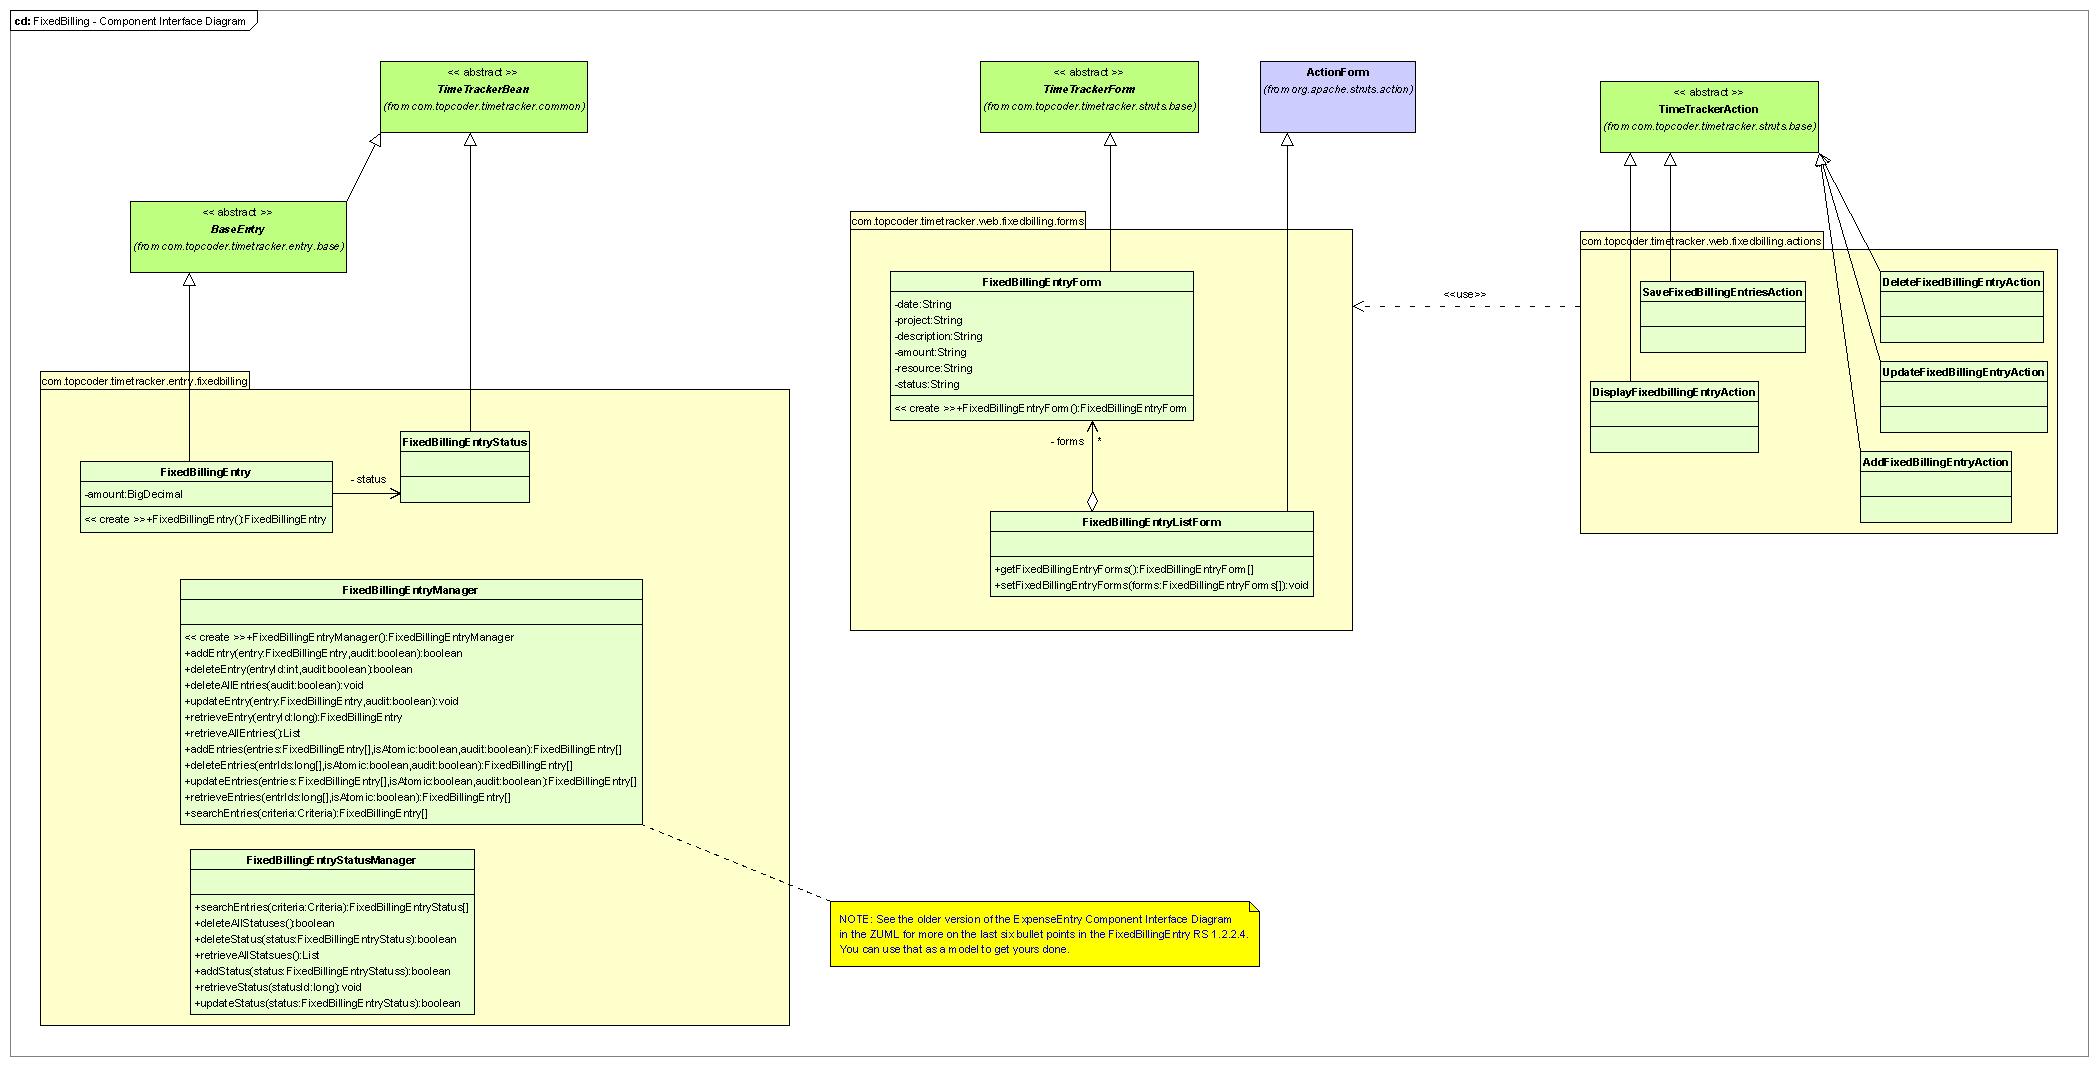 cd: FixedBilling - Component Interface Diagram
<< abstract >>
TimeTrackerBean
(from com.topcoder.timetracker.common)
<< abstract >>
TimeTrackerForm
(from com.topcoder.timetracker.struts.base)
ActionForm
(from org.apache.struts.action)
<< abstract >>
TimeTrackerAction
(from com.topcoder.timetracker.struts.base)
<< abstract >>
BaseEntry
(from com.topcoder.timetracker.entry.base)
com.topcoder.timetracker.entry.fixedbilling
FixedBillingEntryStatus
FixedBillingEntry
-amount:BigDecimal
<< create >>+FixedBillingEntry():FixedBillingEntry
- status
FixedBillingEntryManager
<< create >>+FixedBillingEntryManager():FixedBillingEntryManager
+addEntry(entry:FixedBillingEntry,audit:boolean):boolean
+deleteEntry(entryId:int,audit:boolean):boolean
+deleteAllEntries(audit:boolean):void
+updateEntry(entry:FixedBillingEntry,audit:boolean):void
+retrieveEntry(entryId:long):FixedBillingEntry
+retrieveAllEntries():List
+addEntries(entries:FixedBillingEntry[],isAtomic:boolean,audit:boolean):FixedBillingEntry[]
+deleteEntries(entrIds:long[],isAtomic:boolean,audit:boolean):FixedBillingEntry[]
+updateEntries(entries:FixedBillingEntry[],isAtomic:boolean,audit:boolean):FixedBillingEntry[]
+retrieveEntries(entrIds:long[],isAtomic:boolean):FixedBillingEntry[]
+searchEntries(criteria:Criteria):FixedBillingEntry[]
FixedBillingEntryStatusManager
+searchEntries(criteria:Criteria):FixedBillingEntryStatus[]
+deleteAllStatuses():boolean
+deleteStatus(status:FixedBillingEntryStatus):boolean
+retrieveAllStatsues():List
+addStatus(status:FixedBillingEntryStatuss):boolean
+retrieveStatus(statusId:long):void
+updateStatus(status:FixedBillingEntryStatus):boolean
com.topcoder.timetracker.web.fixedbilling.forms
FixedBillingEntryForm
-date:String
-project:String
-description:String
-amount:String
-resource:String
-status:String
<< create >>+FixedBillingEntryForm():FixedBillingEntryForm
- forms *
FixedBillingEntryListForm
+getFixedBillingEntryForms():FixedBillingEntryForm[]
+setFixedBillingEntryForms(forms:FixedBillingEntryForms[]):void
<<use>>
com.topcoder.timetracker.web.fixedbilling.actions
SaveFixedBillingEntriesAction
DeleteFixedBillingEntryAction
UpdateFixedBillingEntryAction
DisplayFixedbillingEntryAction
AddFixedBillingEntryAction
NOTE: See the older version of the ExpenseEntry Component Interface Diagram
in the ZUML for more on the last six bullet points in the FixedBillingEntry RS 1.2.2.4.
You can use that as a model to get yours done.